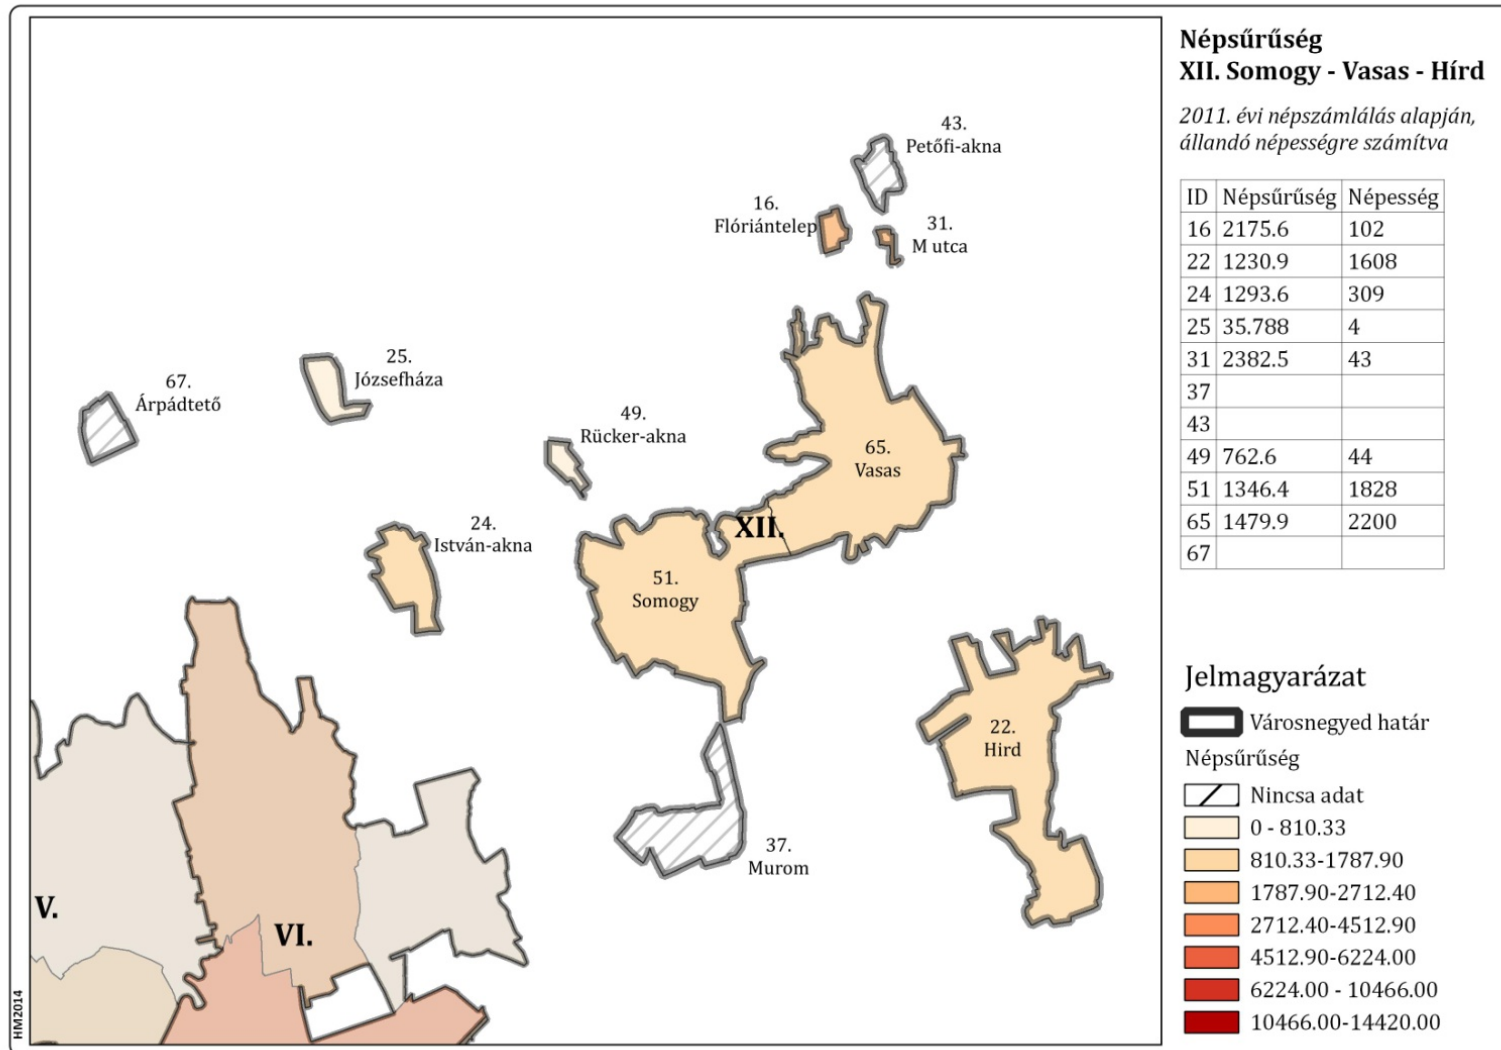 Népsűrűség
XII. Somogy - Vasas - Hírd
2011. évi népszámlálás alapján,
állandó népességre számítva
ID Népsűrűség Népesség
16 2175.6 102
22 1230.9 1608
24 1293.6 309
25 35.788 4
31 2382.5 43
37
43
49 762.6 44
51 1346.4 1828
65 1479.9 2200
67
Jelmagyarázat
Városnegyed határ
Népsűrűség
Nincsa adat
0 - 810.33
810.33-1787.90
1787.90-2712.40
2712.40-4512.90
4512.90-6224.00
6224.00 - 10466.00
10466.00-14420.00
43.
Petőfi-akna
16.
Flóriántelep
31.
M utca
25.
Józsefháza
67.
Árpádtető
49.
Rücker-akna
65.
Vasas
24.
István-akna
XII.
51.
Somogy
22.
Hird
37.
Murom
V.
VI.
HM2014